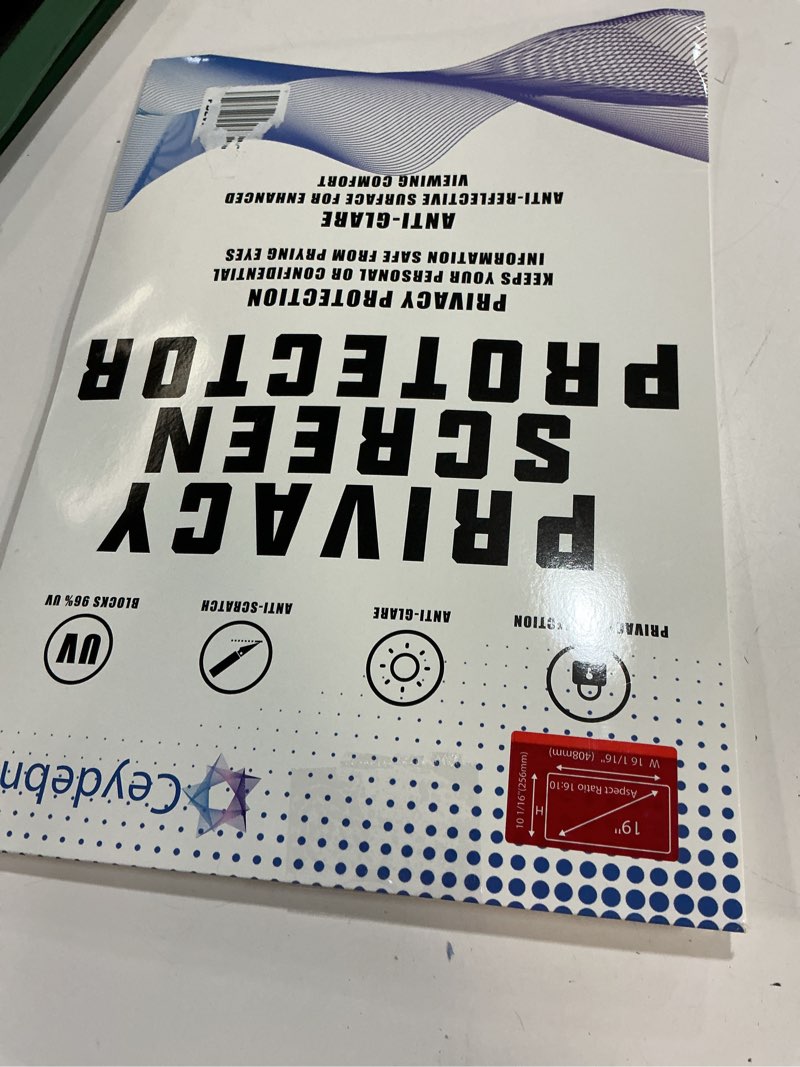 Ceydebn
19"
Aspect Ratio 16:10
H
10 1/16"(256mm)
W 16 1/16" (408mm)
ANTI-GLARE
ANTI-SCRATCH
UV
BLOCKS 96% UV
PRIVACY
SCREEN
PROTECTOR
PRIVACY PROTECTION
KEEPS YOUR PERSONAL OR CONFIDENTIAL
INFORMATION SAFE FROM PRYING EYES
ANTI-GLARE
ANTI-REFLECTIVE SURFACE FOR ENHANCED
VIEWING COMFORT